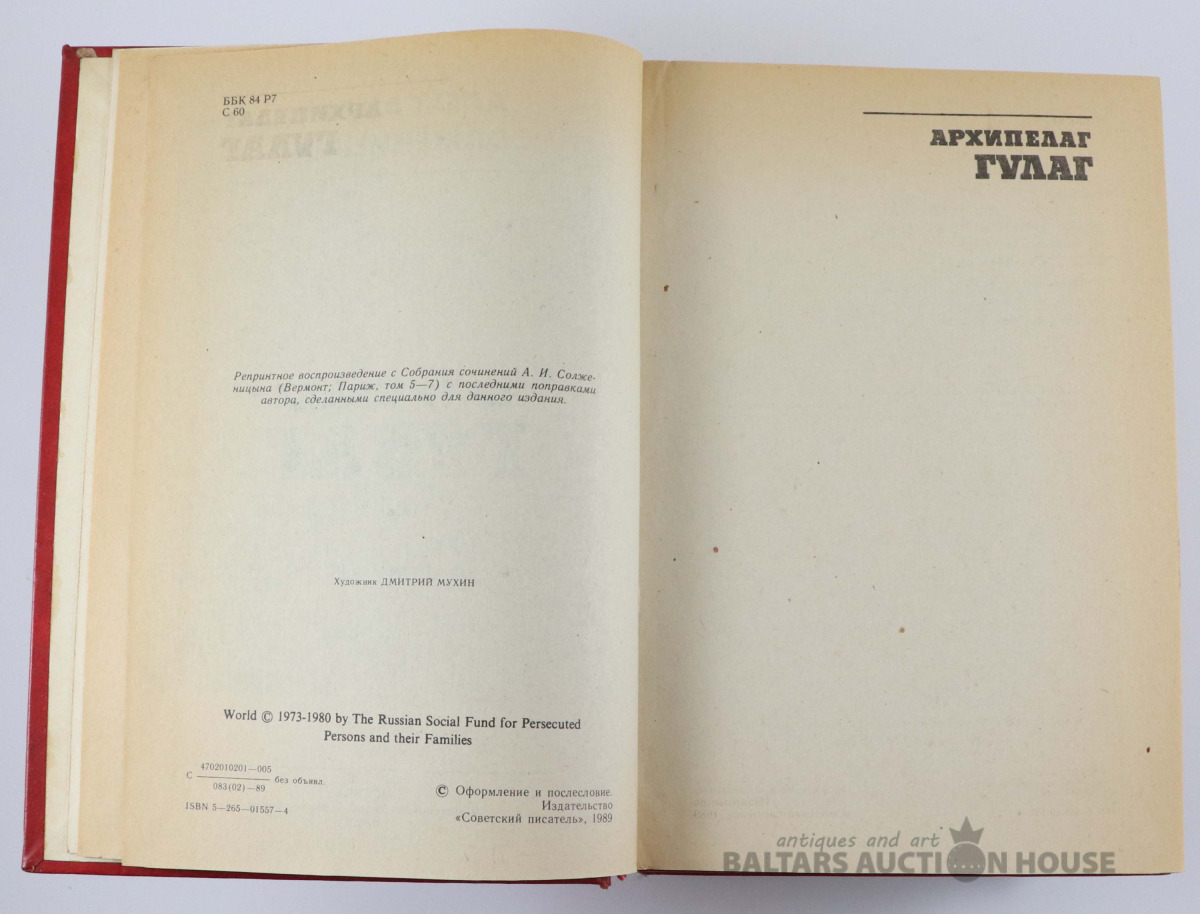 ББК 84 Р7
С 60
Репринтное воспроизведение с Собрания сочинений А. И. Солже-
ницына (Вермонт; Париж, том 5—7) с последними поправками
автора, сделанными специально для данного издания.
Художник ДМИТРИЙ МУХИН
World © 1973-1980 by The Russian Social Fund for Persecuted
Persons and their Families
4702010201—005
С
без объявл.
083(02)—89
ISBN 5—265—01557—4
© Оформление и послесловие.
Издательство
«Советский писатель», 1989
АРХИПЕЛАГ
ГУЛАГ
antiques and art
BALTARS AUCTION HOUSE